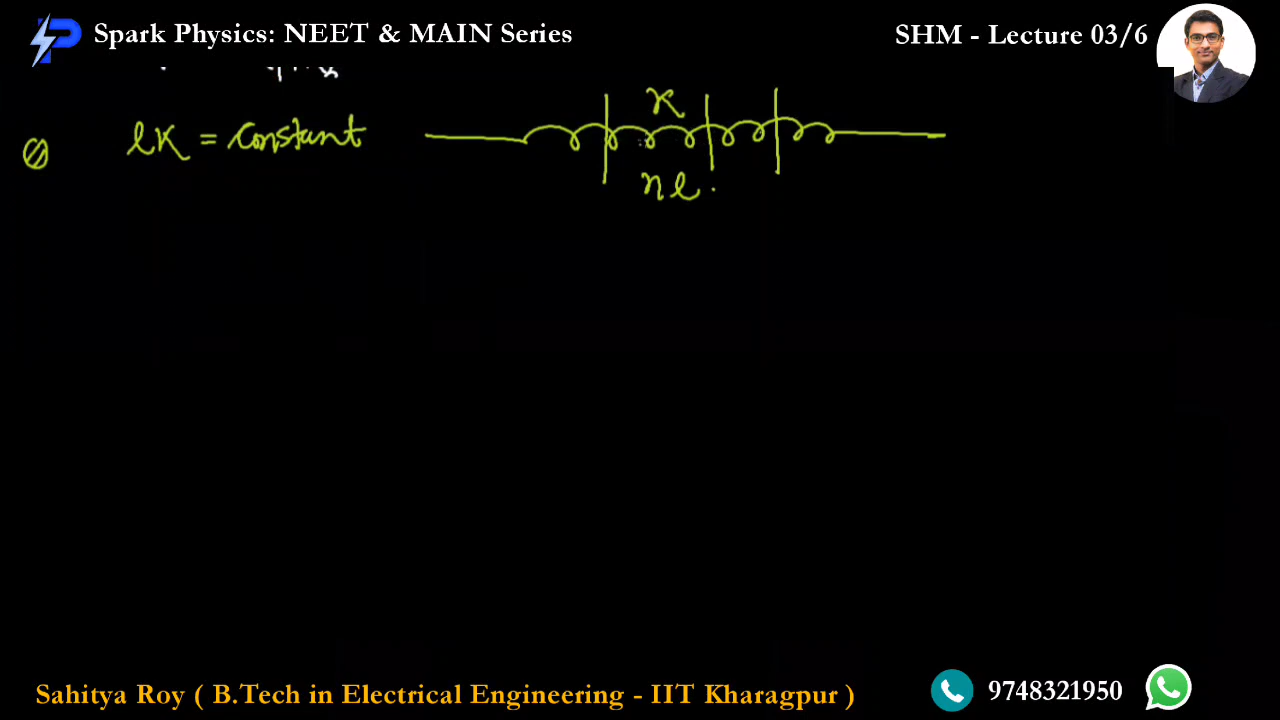 Spark Physics: NEET & MAIN Series
SHM - Lecture 03/6
lK = constant
K
nl.
Sahitya Roy ( B.Tech in Electrical Engineering - IIT Kharagpur )
9748321950